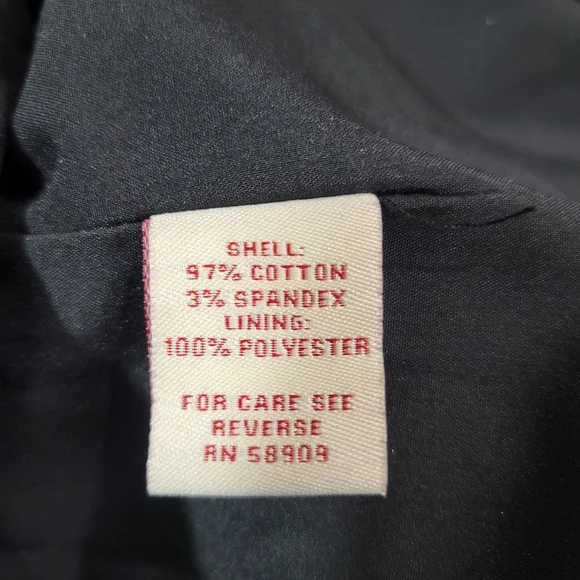 SHELL:
97% COTTON
3% SPANDEX
LINING:
100% POLYESTER
FOR CARE SEE
REVERSE
RN 58909